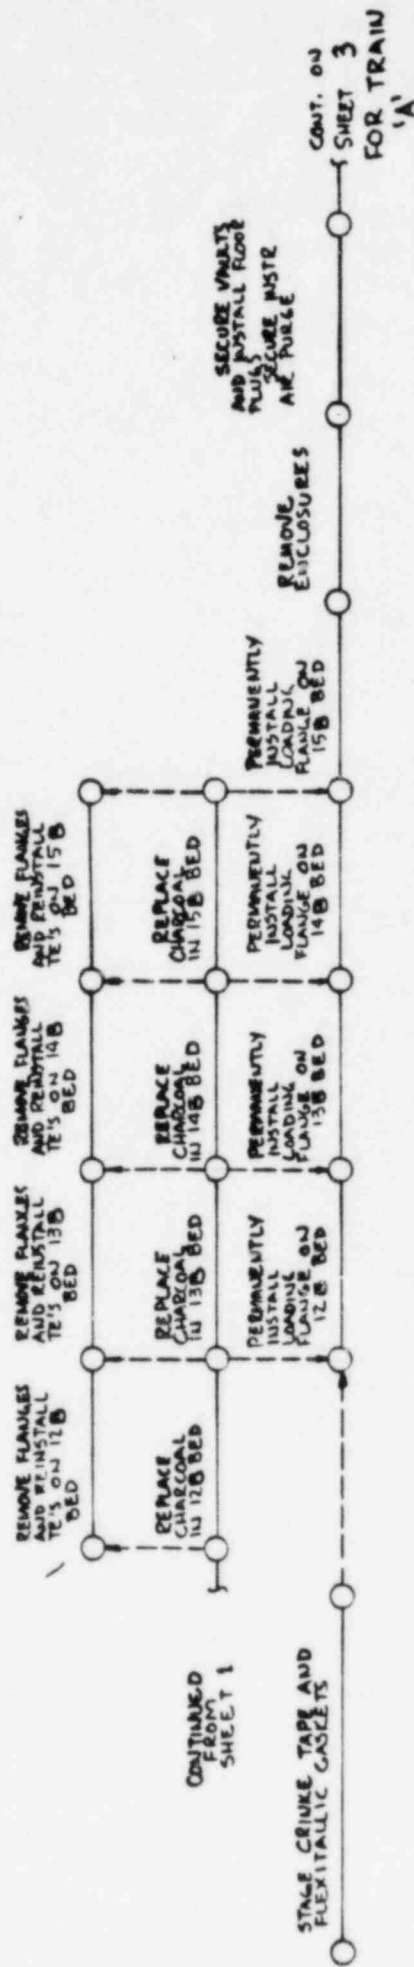 REMOVE FLANGES
AND REINSTALL
TE'S ON 12B
BED
REMOVE FLANGES
AND REINSTALL
TE'S ON 13B
BED
REMOVE FLANGES
AND REINSTALL
TE'S ON 14B
BED
REMOVE FLANGES
AND REINSTALL
TE'S ON 15B
BED
CONTINUED
FROM
SHEET 1
REPLACE
CHARCOAL
IN 12B BED
REPLACE
CHARCOAL
IN 13B BED
REPLACE
CHARCOAL
IN 14B BED
REPLACE
CHARCOAL
IN 15B BED
STAGE CRINKE TAPE AND
FLEXITALLIC GASKETS
PERMANENTLY
INSTALL
LOADING
FLANGE ON
12B BED
PERMANENTLY
INSTALL
LOADING
FLANGE ON
13B BED
PERMANENTLY
INSTALL
LOADING
FLANGE ON
14B BED
PERMANENTLY
INSTALL
LOADING
FLANGE ON
15B BED
REMOVE
ENCLOSURES
SECURE VAULTS
AND INSTALL FLOOR
PLUGS
SECURE INSTR
AIR PURGE
CONT. ON
SHEET 3
FOR TRAIN
'A'